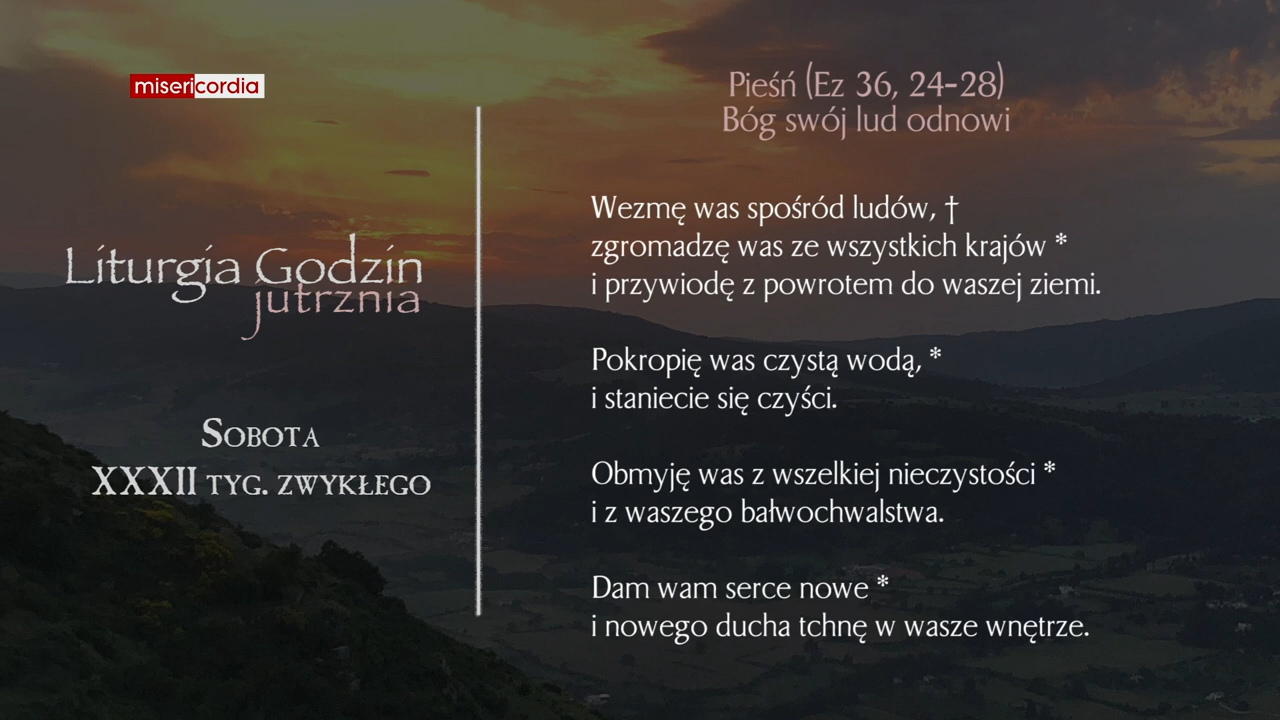 misericordia
Liturgia Godzin
jutrznia
Sobota
XXXII tyg. zwykłego
Pieśń (Ez 36, 24-28)
Bóg swój lud odnowi
Wezmę was spośród ludów, †
zgromadzę was ze wszystkich krajów *
i przywiodę z powrotem do waszej ziemi.
Pokropię was czystą wodą, *
i staniecie się czyści.
Obmyję was z wszelkiej nieczystości *
i z waszego bałwochwalstwa.
Dam wam serce nowe *
i nowego ducha tchnę w wasze wnętrze.